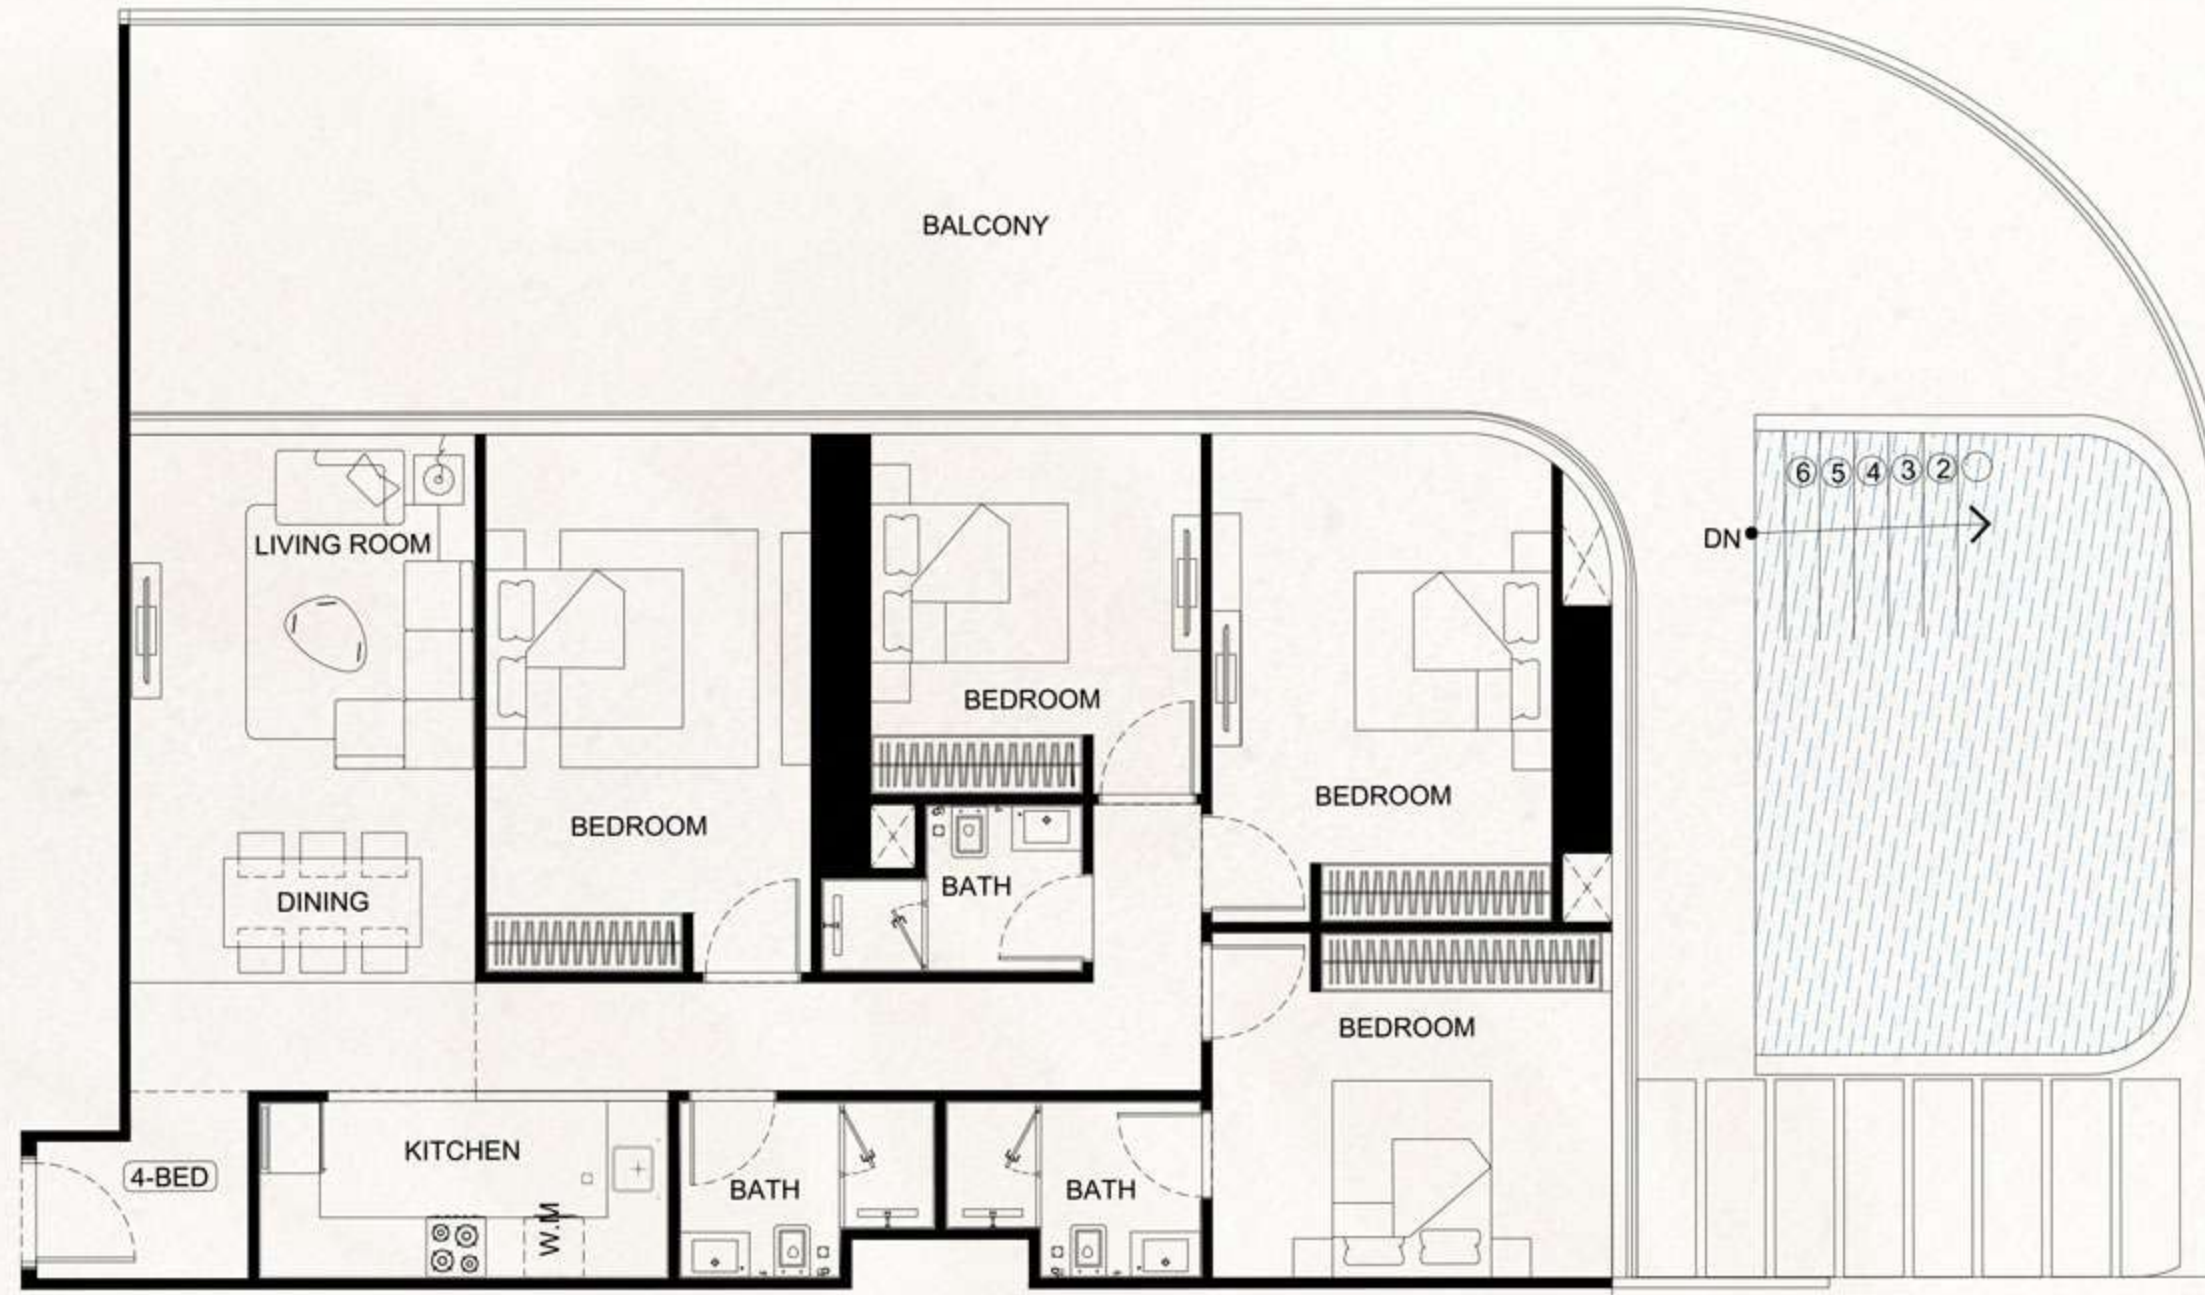 BALCONY
6 5 4 3 2
DN
LIVING ROOM
BEDROOM
BEDROOM
BEDROOM
BATH
DINING
BEDROOM
KITCHEN
4-BED
BATH
BATH
W.M